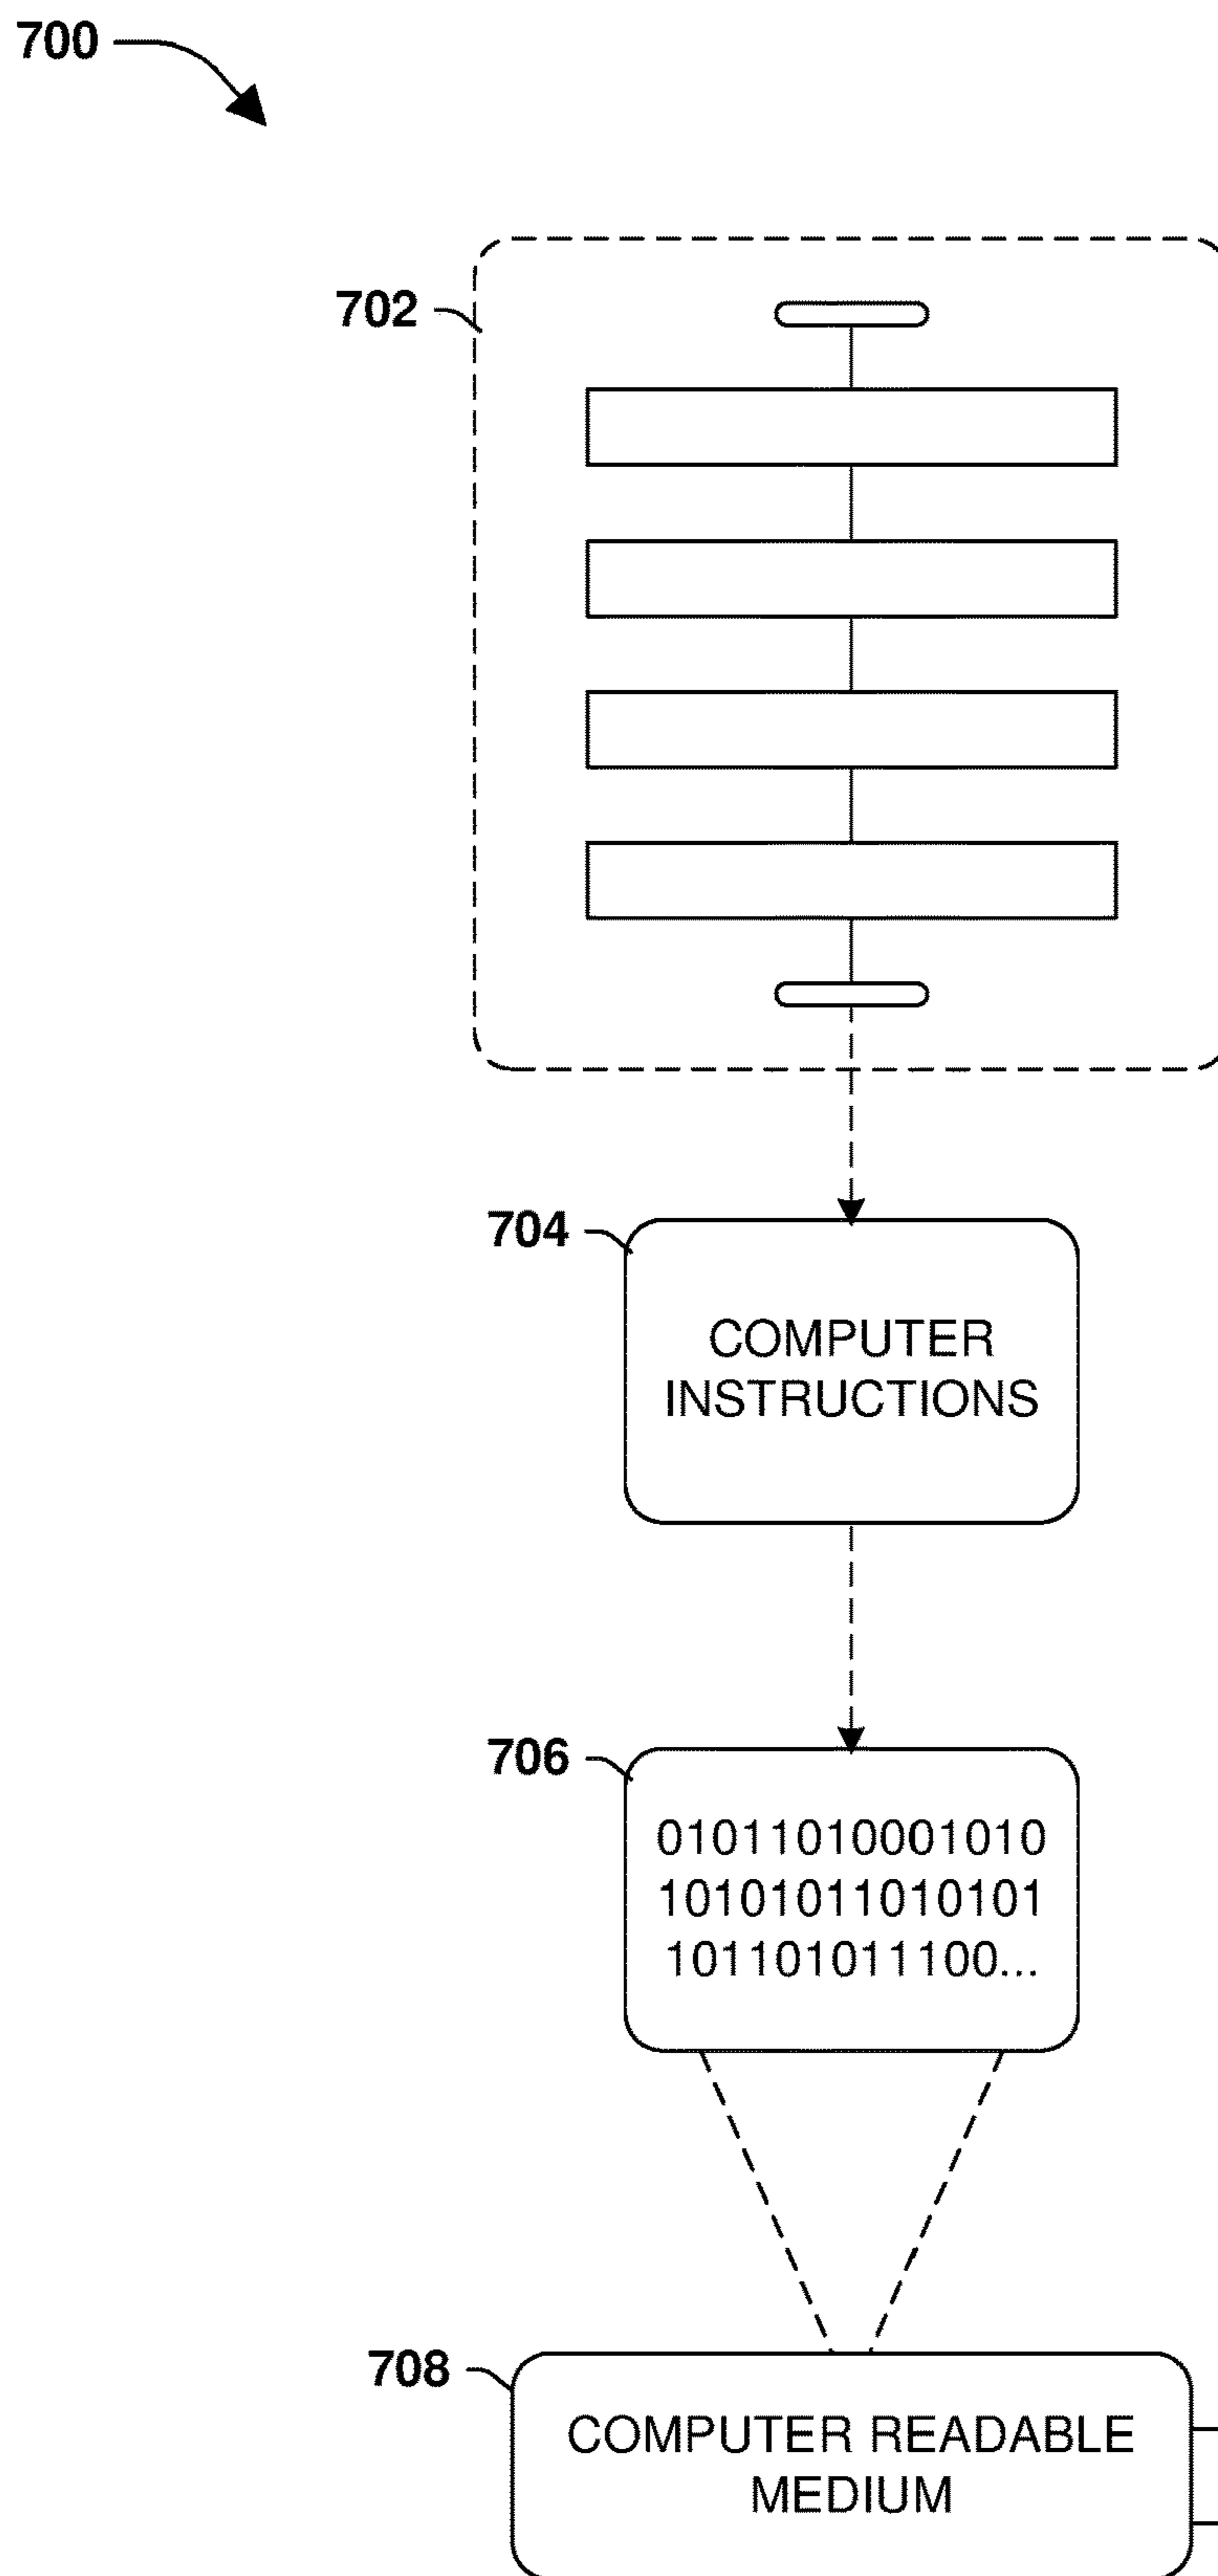 700
702
704
COMPUTER
INSTRUCTIONS
706
01011010001010
10101011010101
101101011100...
708
COMPUTER READABLE
MEDIUM